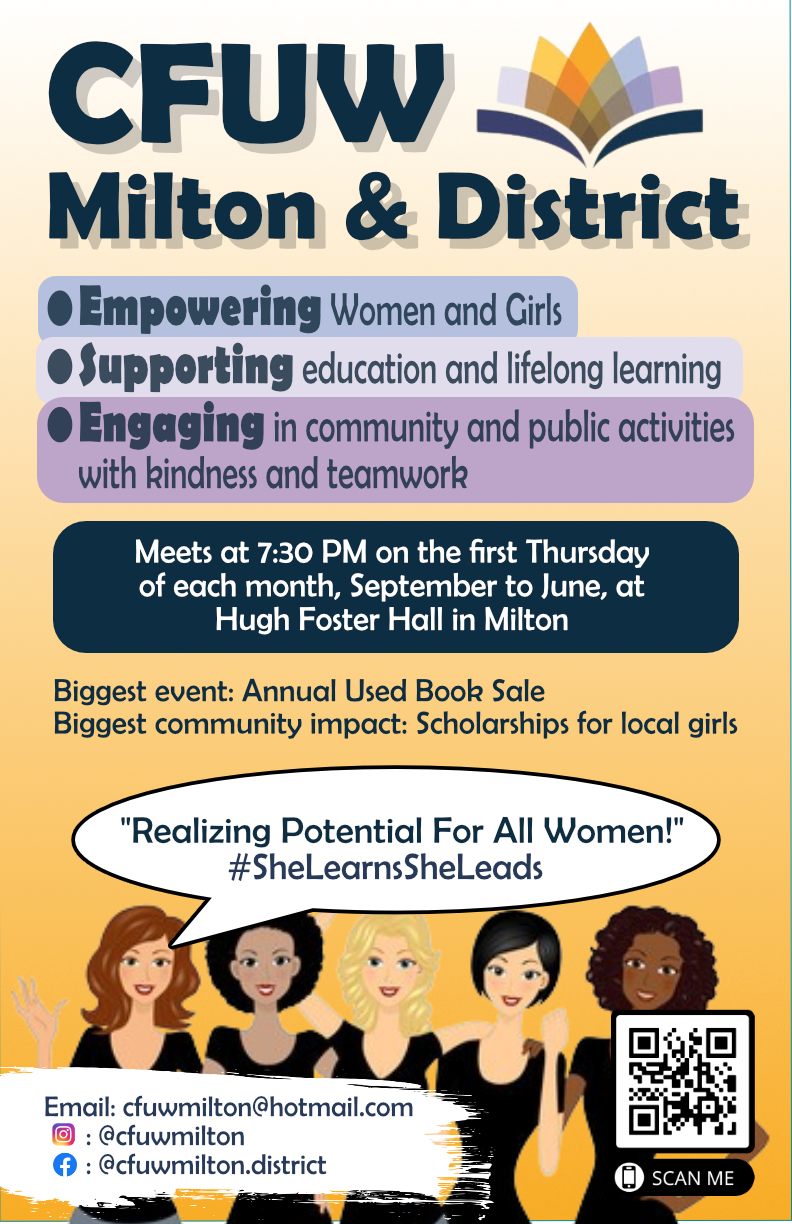 CFUW
Milton & District
● Empowering Women and Girls
● Supporting education and lifelong learning
● Engaging in community and public activities
with kindness and teamwork
Meets at 7:30 PM on the first Thursday
of each month, September to June, at
Hugh Foster Hall in Milton
Biggest event: Annual Used Book Sale
Biggest community impact: Scholarships for local girls
"Realizing Potential For All Women!"
#SheLearnsSheLeads
Email: cfuwmilton@hotmail.com
: @cfuwmilton
: @cfuwmilton.district
SCAN ME